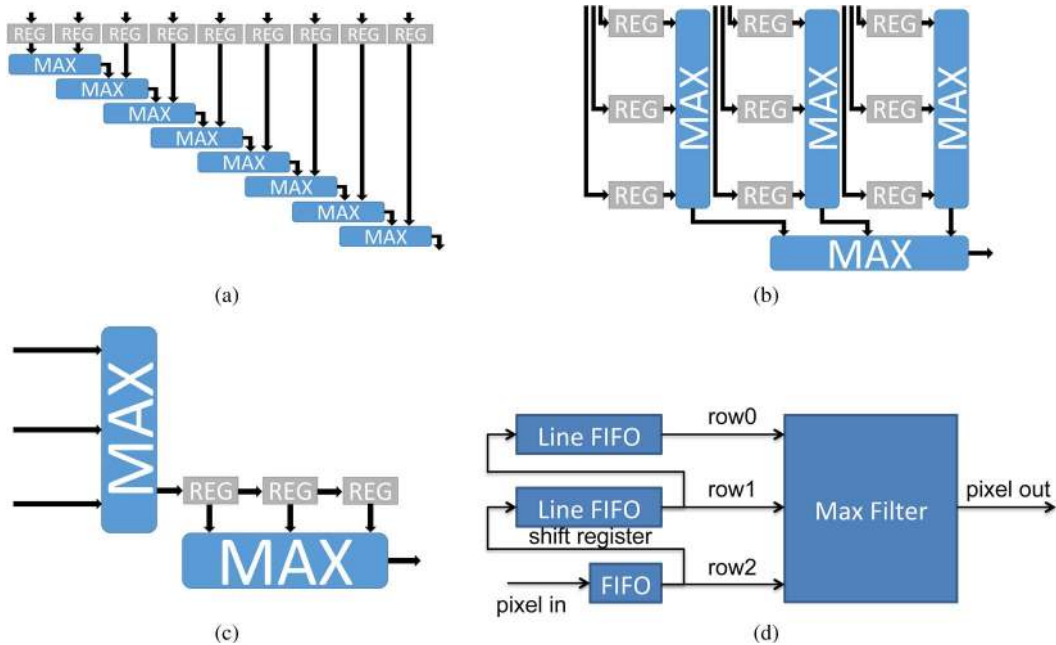 REG REG REG REG REG REG REG REG REG
MAX
MAX
MAX
MAX
MAX
MAX
MAX
MAX
(a)
REG REG REG
REG REG REG
REG REG REG
MAX MAX MAX
MAX
(b)
MAX
REG REG REG
MAX
(c)
Line FIFO
row0
Line FIFO
row1
shift register
FIFO
row2
pixel in
Max Filter
pixel out
(d)